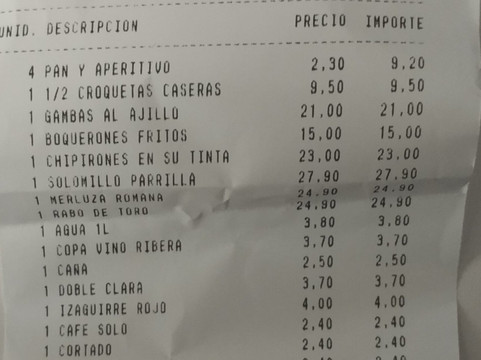 UNID. DESCRIPCION PRECIO IMPORTE
4 PAN Y APERITIVO 2,30 9,20
1 1/2 CROQUETAS CASERAS 9,50 9,50
1 GAMBAS AL AJILLO 21,00 21,00
1 BOQUERONES FRITOS 15,00 15,00
1 CHIPIRONES EN SU TINTA 23,00 23,00
1 SOLOMILLO PARRILLA 27,90 27,90
1 MERLUZA ROMANA 24,90 24,90
1 RABO DE TORO 24,90 24,90
1 AGUA 1L 3,80 3,80
1 COPA VINO RIBERA 3,70 3,70
1 CAÑA 2,50 2,50
1 DOBLE CLARA 3,70 3,70
1 IZAGUIRRE ROJO 4,00 4,00
1 CAFE SOLO 2,40 2,40
1 CORTADO 2,40 2,40